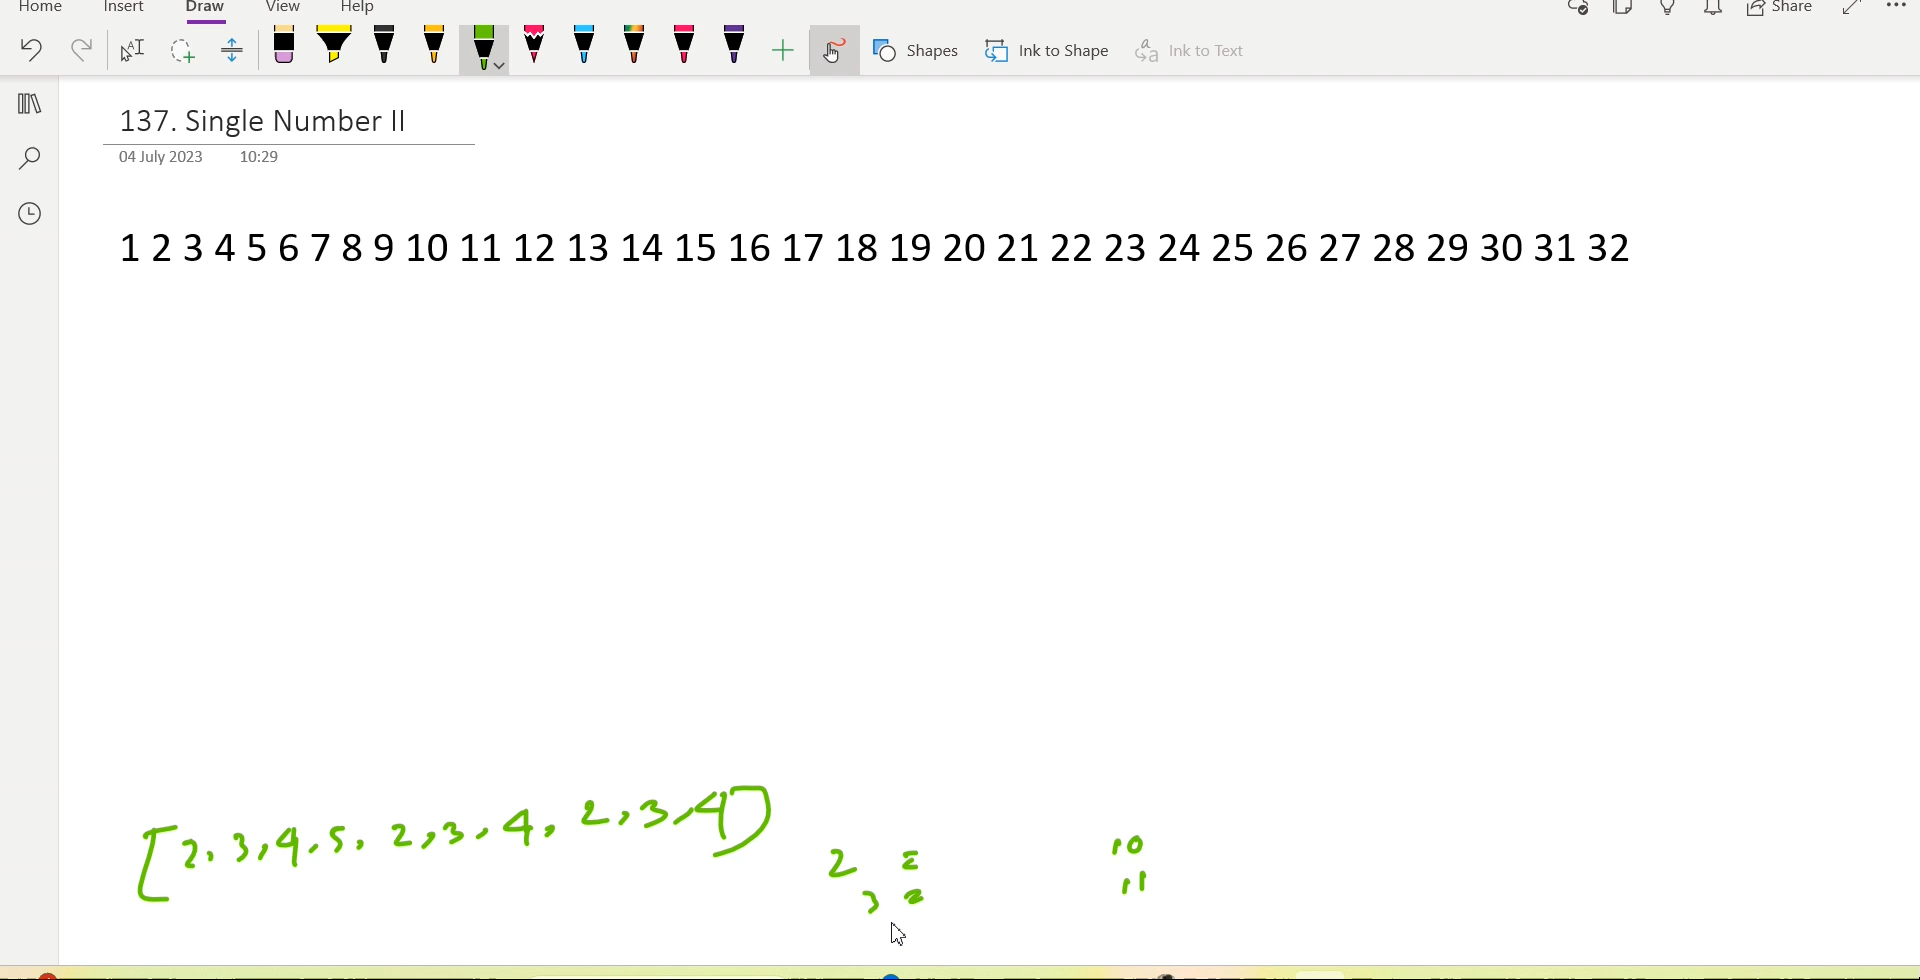 Home Insert Draw View Help Share
Shapes Ink to Shape Ink to Text
137. Single Number II
04 July 2023 10:29
1 2 3 4 5 6 7 8 9 10 11 12 13 14 15 16 17 18 19 20 21 22 23 24 25 26 27 28 29 30 31 32
[2, 3, 4, 5, 2, 3, 4, 2, 3, 4]
2 = 10
3 = 11